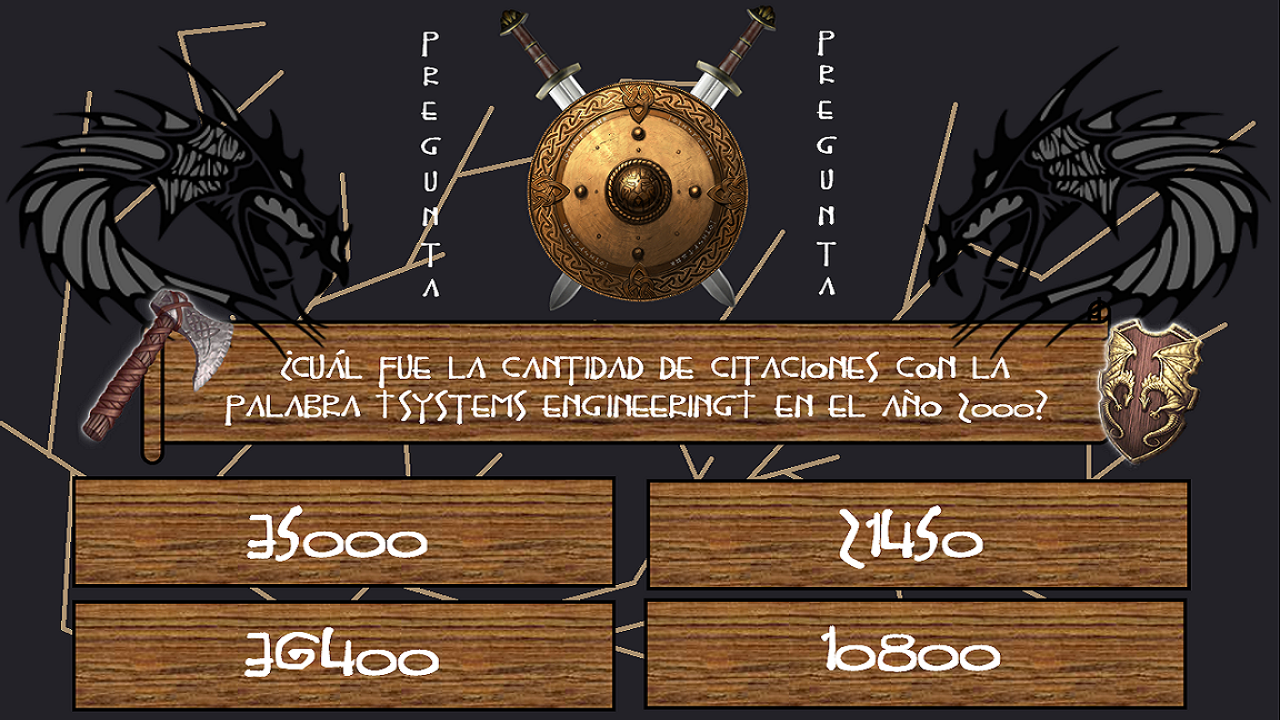 PREGUNTA
PREGUNTA
¿CUÁL FUE LA CANTIDAD DE CITACIONES CON LA
PALABRA †SYSTEMS ENGINEERING† EN EL AÑO 2000?
35000
21450
36400
10800